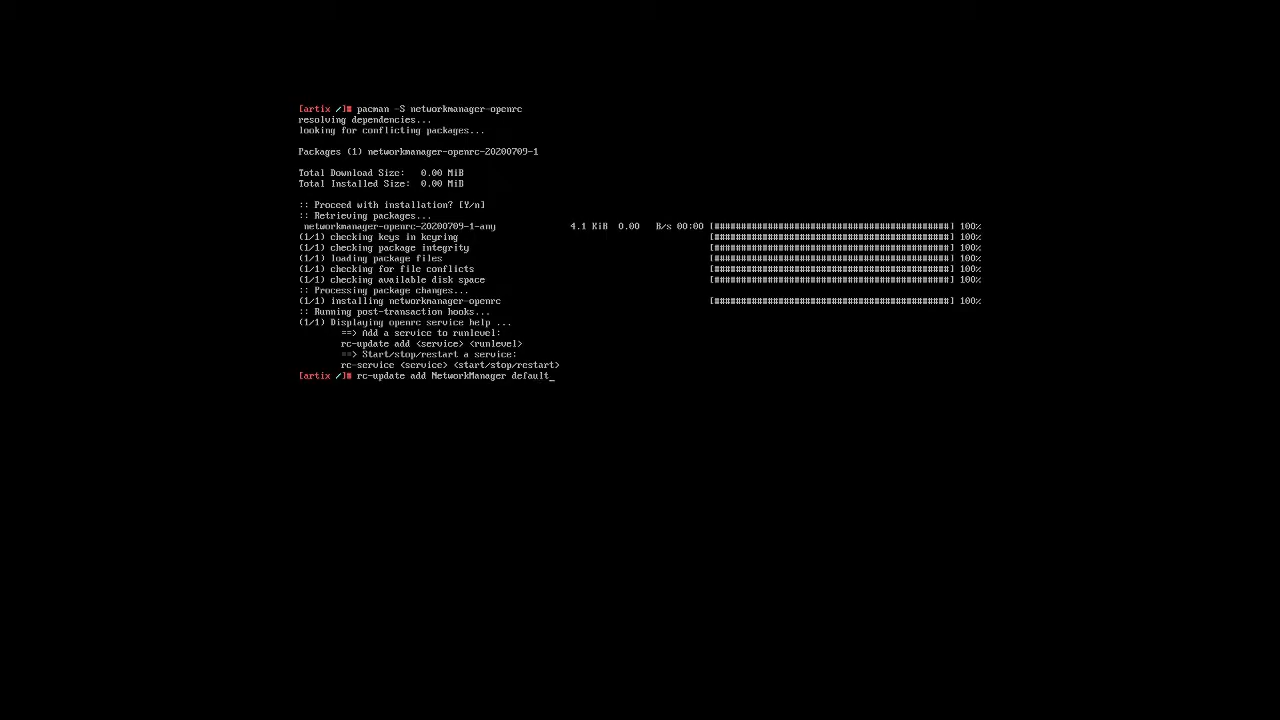 [artix /]# pacman -S networkmanager-openrc
resolving dependencies...
looking for conflicting packages...
Packages (1) networkmanager-openrc-20200709-1
Total Download Size:   0.00 MiB
Total Installed Size:  0.00 MiB
:: Proceed with installation? [Y/n]
:: Retrieving packages...
networkmanager-openrc-20200709-1-any 4.1 KiB 0.00 B/s 00:00 [############################################] 100%
(1/1) checking keys in keyring [############################################] 100%
(1/1) checking package integrity [############################################] 100%
(1/1) loading package files [############################################] 100%
(1/1) checking for file conflicts [############################################] 100%
(1/1) checking available disk space [############################################] 100%
:: Processing package changes...
(1/1) installing networkmanager-openrc [############################################] 100%
:: Running post-transaction hooks...
(1/1) Displaying openrc service help ...
==> Add a service to runlevel:
rc-update add <service> <runlevel>
==> Start/stop/restart a service:
rc-service <service> <start/stop/restart>
[artix /]# rc-update add NetworkManager default_